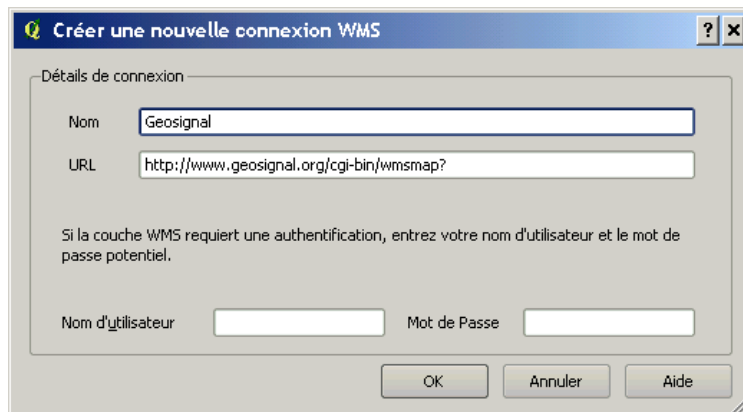 Créer une nouvelle connexion WMS
Détails de connexion
Nom Geosignal
URL http://www.geosignal.org/cgi-bin/wmsmap?
Si la couche WMS requiert une authentification, entrez votre nom d'utilisateur et le mot de
passe potentiel.
Nom d'utilisateur Mot de Passe
OK Annuler Aide